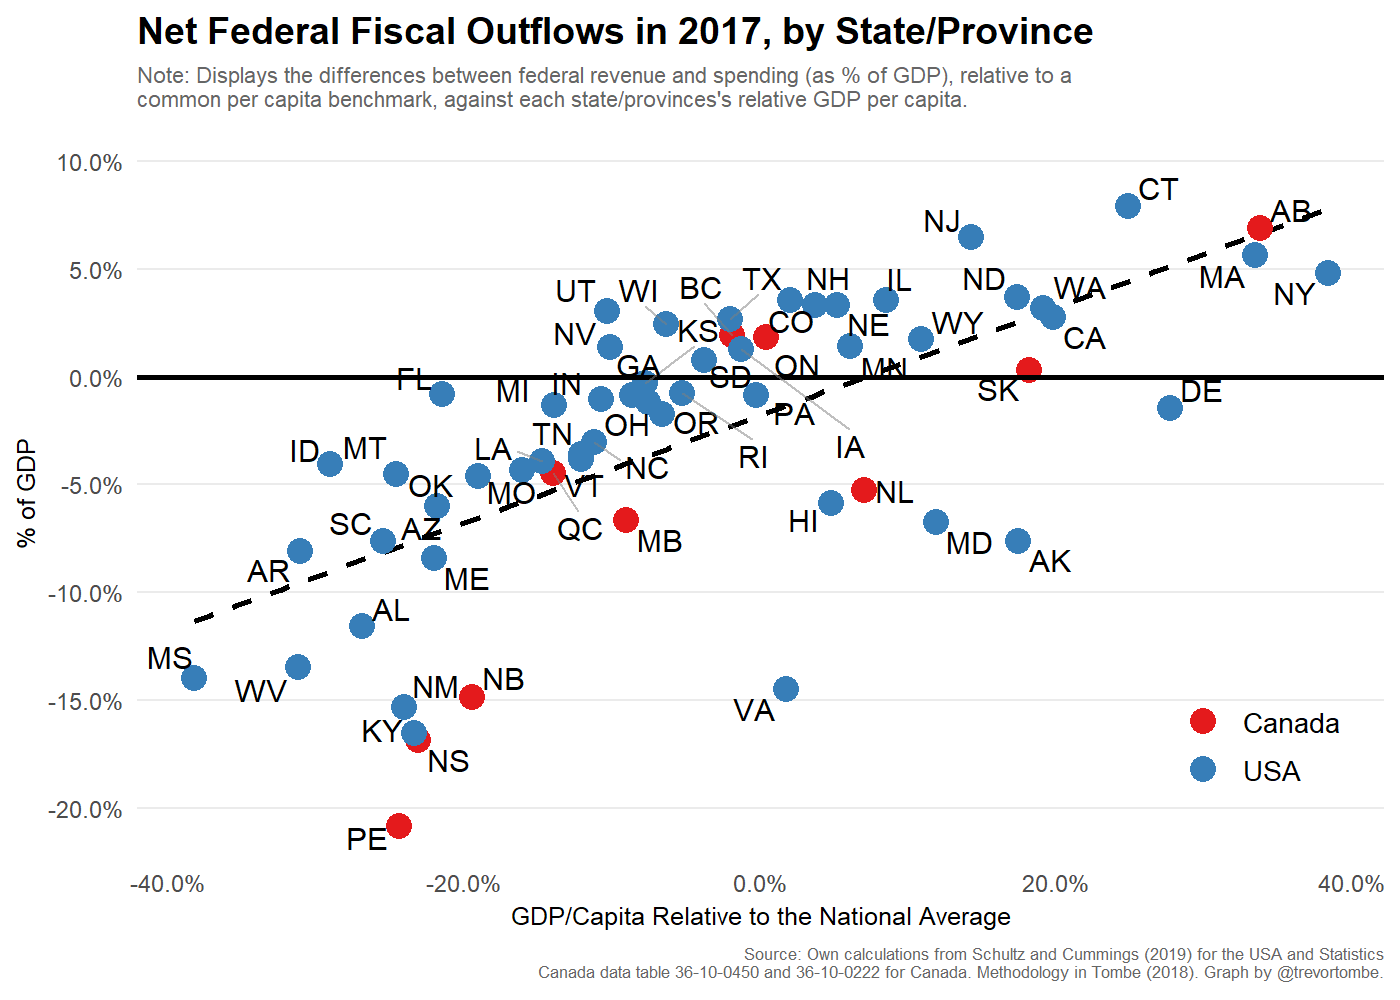 Net Federal Fiscal Outflows in 2017, by State/Province
Note: Displays the differences between federal revenue and spending (as % of GDP), relative to a
common per capita benchmark, against each state/provinces's relative GDP per capita.
10.0%
5.0%
0.0%
-5.0%
-10.0%
-15.0%
-20.0%
% of GDP
CT
AB
NJ
MA
NY
UT
WI
BC
TX
NH
IL
ND
WA
NV
KS
CO
NE
WY
CA
GA
SD
ON
MN
SK
DE
FL
MI
IN
OH
OR
PA
RI
IA
ID
MT
LA
TN
NC
OK
MO
VT
QC
MB
NL
HI
MD
AK
SC
AZ
AR
ME
AL
MS
WV
NM
NB
KY
NS
VA
PE
Canada
USA
-40.0%
-20.0%
0.0%
20.0%
40.0%
GDP/Capita Relative to the National Average
Source: Own calculations from Schultz and Cummings (2019) for the USA and Statistics
Canada data table 36-10-0450 and 36-10-0222 for Canada. Methodology in Tombe (2018). Graph by @trevortombe.